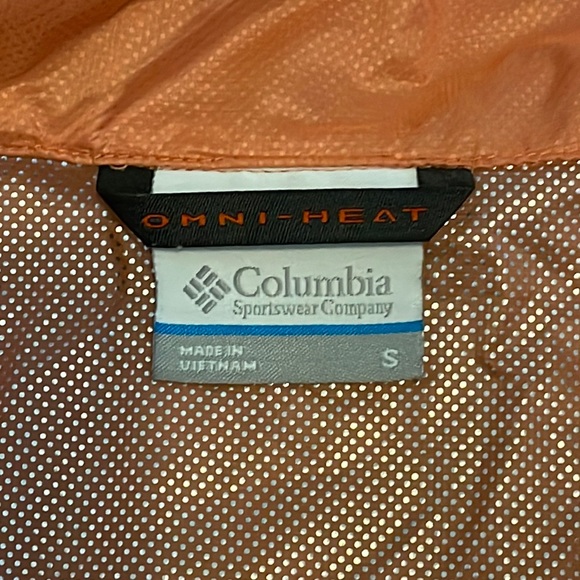 OMNI-HEAT
Columbia
Sportswear Company
MADE IN
VIETNAM
S